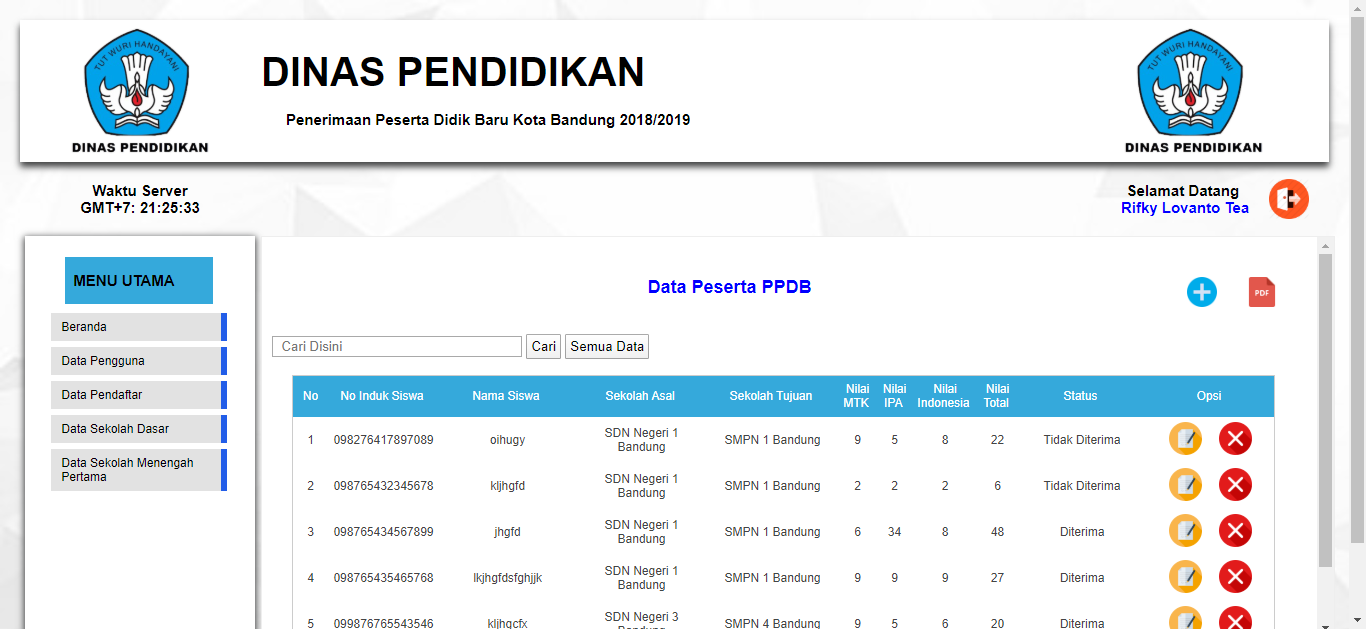 TUT WURI HANDAYANI
DINAS PENDIDIKAN
DINAS PENDIDIKAN
Penerimaan Peserta Didik Baru Kota Bandung 2018/2019
TUT WURI HANDAYANI
DINAS PENDIDIKAN
Waktu Server
GMT+7: 21:25:33
Selamat Datang
Rifky Lovanto Tea
MENU UTAMA
Beranda
Data Pengguna
Data Pendaftar
Data Sekolah Dasar
Data Sekolah Menengah
Pertama
Data Peserta PPDB
PDF
Cari Disini Cari Semua Data
No No Induk Siswa Nama Siswa Sekolah Asal Sekolah Tujuan Nilai MTK Nilai IPA Nilai Indonesia Nilai Total Status Opsi
1 098276417897089 oihugy SDN Negeri 1 Bandung SMPN 1 Bandung 9 5 8 22 Tidak Diterima
2 098765432345678 kljhgfd SDN Negeri 1 Bandung SMPN 1 Bandung 2 2 2 6 Tidak Diterima
3 098765434567899 jhgfd SDN Negeri 1 Bandung SMPN 1 Bandung 6 34 8 48 Diterima
4 098765435465768 lkjhgfdsfghjjk SDN Negeri 1 Bandung SMPN 1 Bandung 9 9 9 27 Diterima
5 099876765543546 kljhgcfx SDN Negeri 3 Bandung SMPN 4 Bandung 9 5 6 20 Diterima